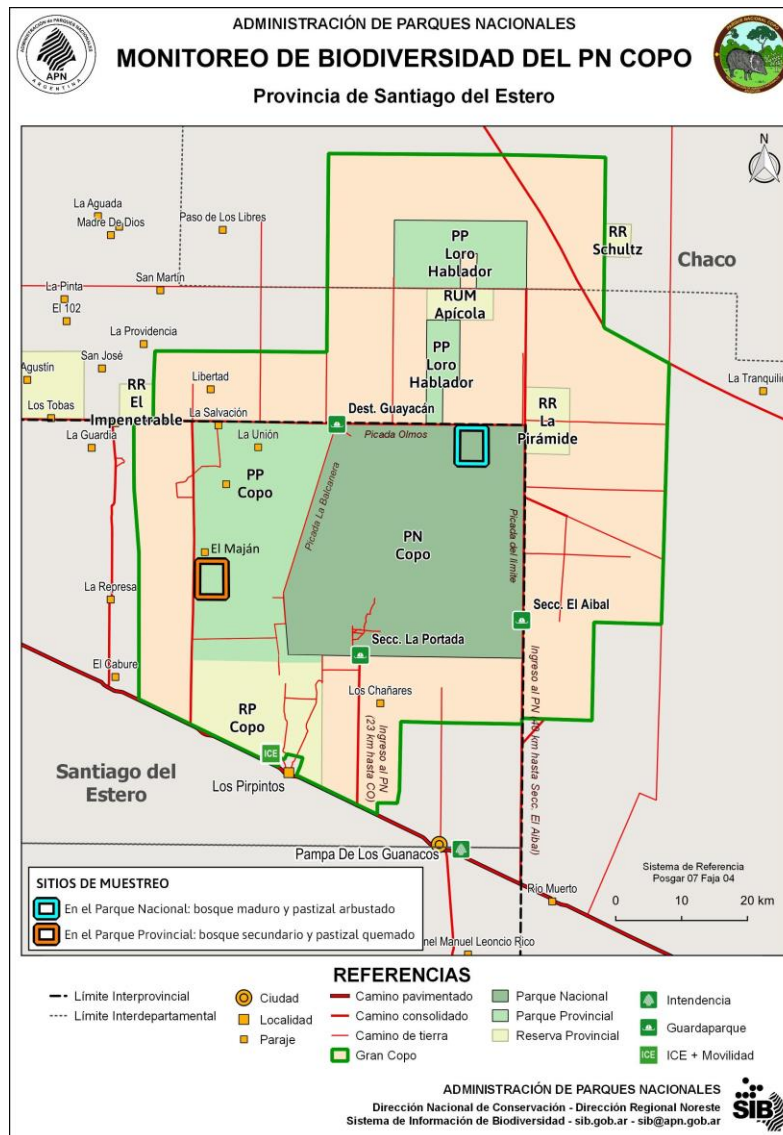 ADMINISTRACIÓN DE PARQUES NACIONALES
MONITOREO DE BIODIVERSIDAD DEL PN COPO
Provincia de Santiago del Estero
ADMINISTRACIÓN de PARQUES NACIONALES
APN
ARGENTINA
N
La Aguada
Madre De Dios
Paso de Los Libres
PP
Loro
Hablador
RR
Schultz
Chaco
La Pinta
San Martín
El 102
RUM
Apícola
La Providencia
PP
Loro
Hablador
San José
Agustín
RR
El
Impenetrable
Libertad
La Tranquili
Los Tobas
La Salvación
Dest. Guayacán
RR
La
Pirámide
La Guardia
La Unión
Picada Olmos
PP
Copo
Picada La Balcanera
PN
Copo
Picada del límite
El Maján
La Represa
Secc. El Aibal
Secc. La Portada
El Cabure
Los Chañares
RP
Copo
Ingreso al PN
(23 km hasta CO)
ICE
Santiago del
Estero
Los Pirpintos
Pampa De Los Guanacos
Sistema de Referencia
Posgar 07 Faja 04
0 10 20 km
Río Muerto
nel Manuel Leoncio Rico
SITIOS DE MUESTREO
En el Parque Nacional: bosque maduro y pastizal arbustado
En el Parque Provincial: bosque secundario y pastizal quemado
REFERENCIAS
Límite Interprovincial
Límite Interdepartamental
Ciudad
Localidad
Paraje
Camino pavimentado
Camino consolidado
Camino de tierra
Gran Copo
Parque Nacional
Parque Provincial
Reserva Provincial
Intendencia
Guardaparque
ICE
ICE + Movilidad
ADMINISTRACIÓN DE PARQUES NACIONALES
Dirección Nacional de Conservación - Dirección Regional Noreste
Sistema de Información de Biodiversidad - sib.gob.ar - sib@apn.gob.ar
SIB